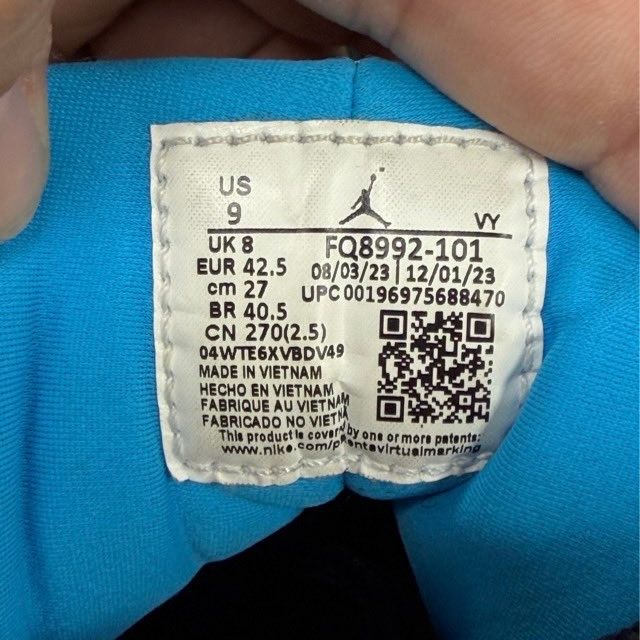 US
9
VY
UK 8
FQ8992-101
EUR 42.5
08/03/23 | 12/01/23
cm 27
UPC 00196975688470
BR 40.5
CN 270(2.5)
04WTE6XVBDV49
MADE IN VIETNAM
HECHO EN VIETNAM
FABRIQUE AU VIETNAM
FABRICADO NO VIETNA
This product is covered by one or more patents:
www.nike.com/p entsvirtualmarking